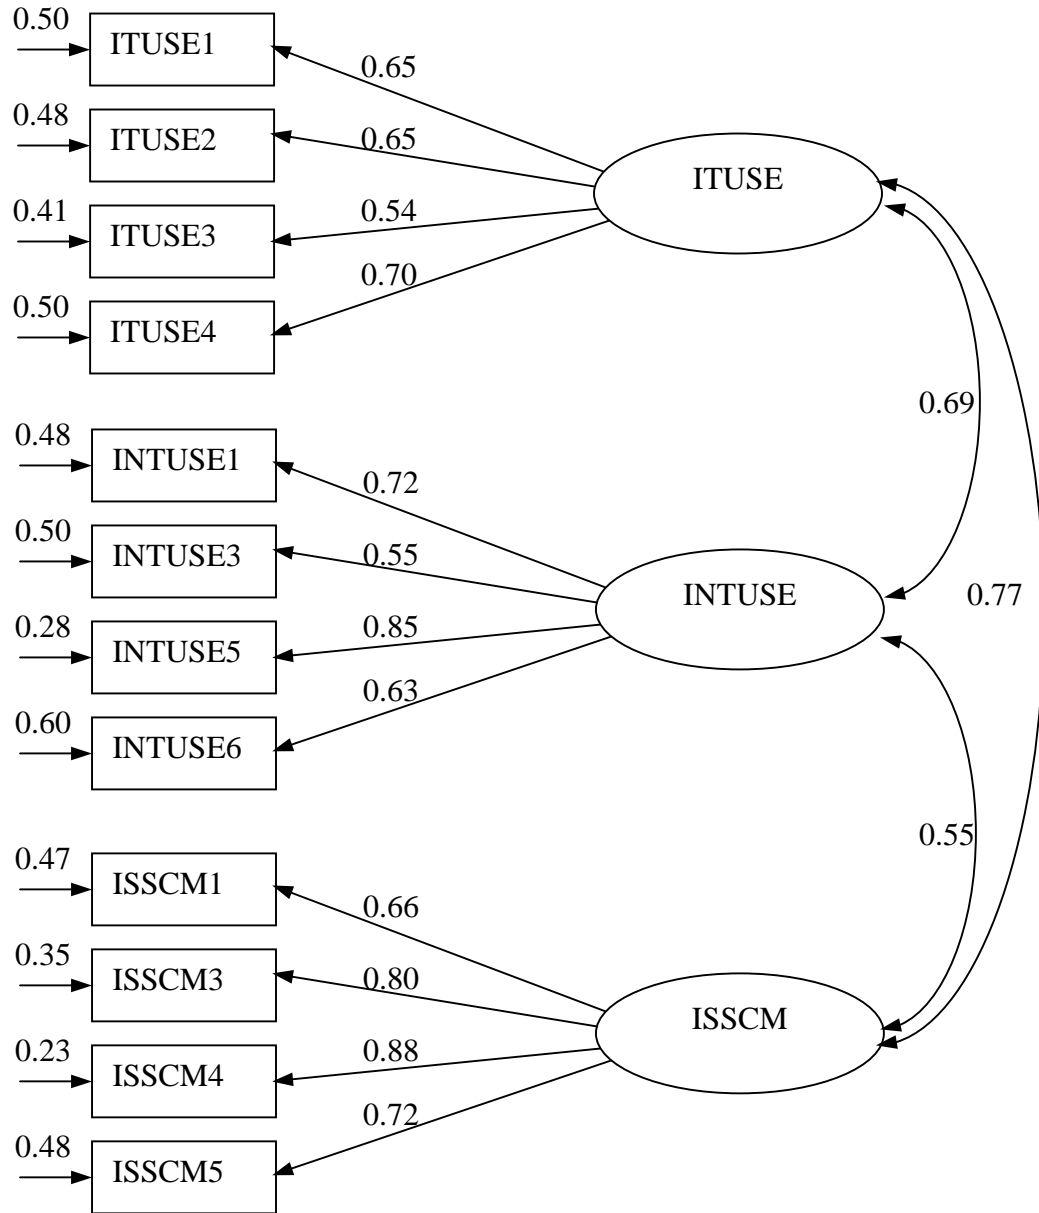 0.50
ITUSE1
0.65
0.48
ITUSE2
0.65
ITUSE
0.41
ITUSE3
0.54
0.50
ITUSE4
0.70
0.69
0.48
INTUSE1
0.72
0.50
INTUSE3
0.55
INTUSE
0.77
0.28
INTUSE5
0.85
0.60
INTUSE6
0.63
0.55
0.47
ISSCM1
0.66
0.35
ISSCM3
0.80
ISSCM
0.23
ISSCM4
0.88
0.48
ISSCM5
0.72